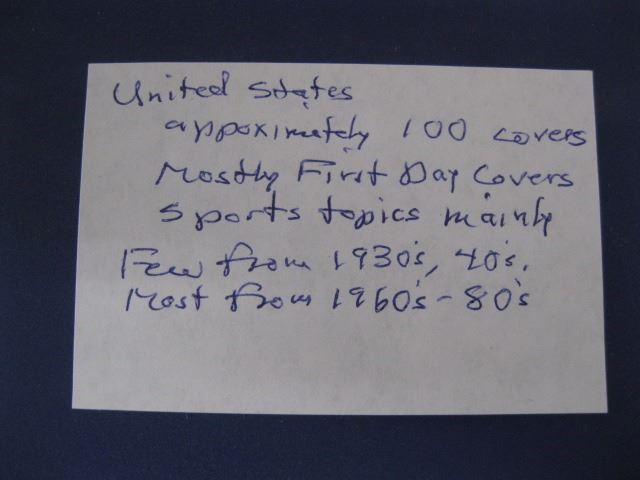 United States
appoximately 100 covers
Mostly First Day Covers
Sports topics mainly
Few from 1930's, 40's.
Most from 1960's - 80's